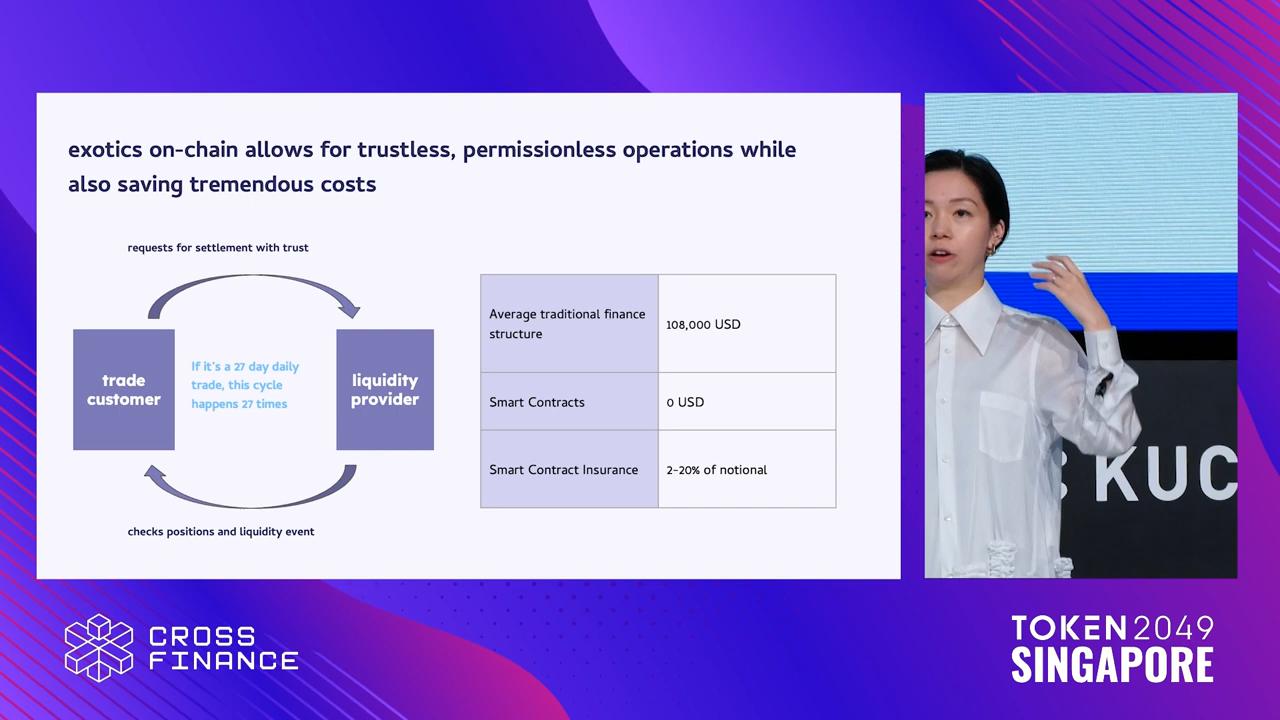 exotics on-chain allows for trustless, permissionless operations while
also saving tremendous costs
requests for settlement with trust
trade
customer
If it's a 27 day daily
trade, this cycle
happens 27 times
liquidity
provider
checks positions and liquidity event
Average traditional finance
structure
108,000 USD
Smart Contracts
0 USD
Smart Contract Insurance
2-20% of notional
KUC
CROSS
FINANCE
TOKEN2049
SINGAPORE